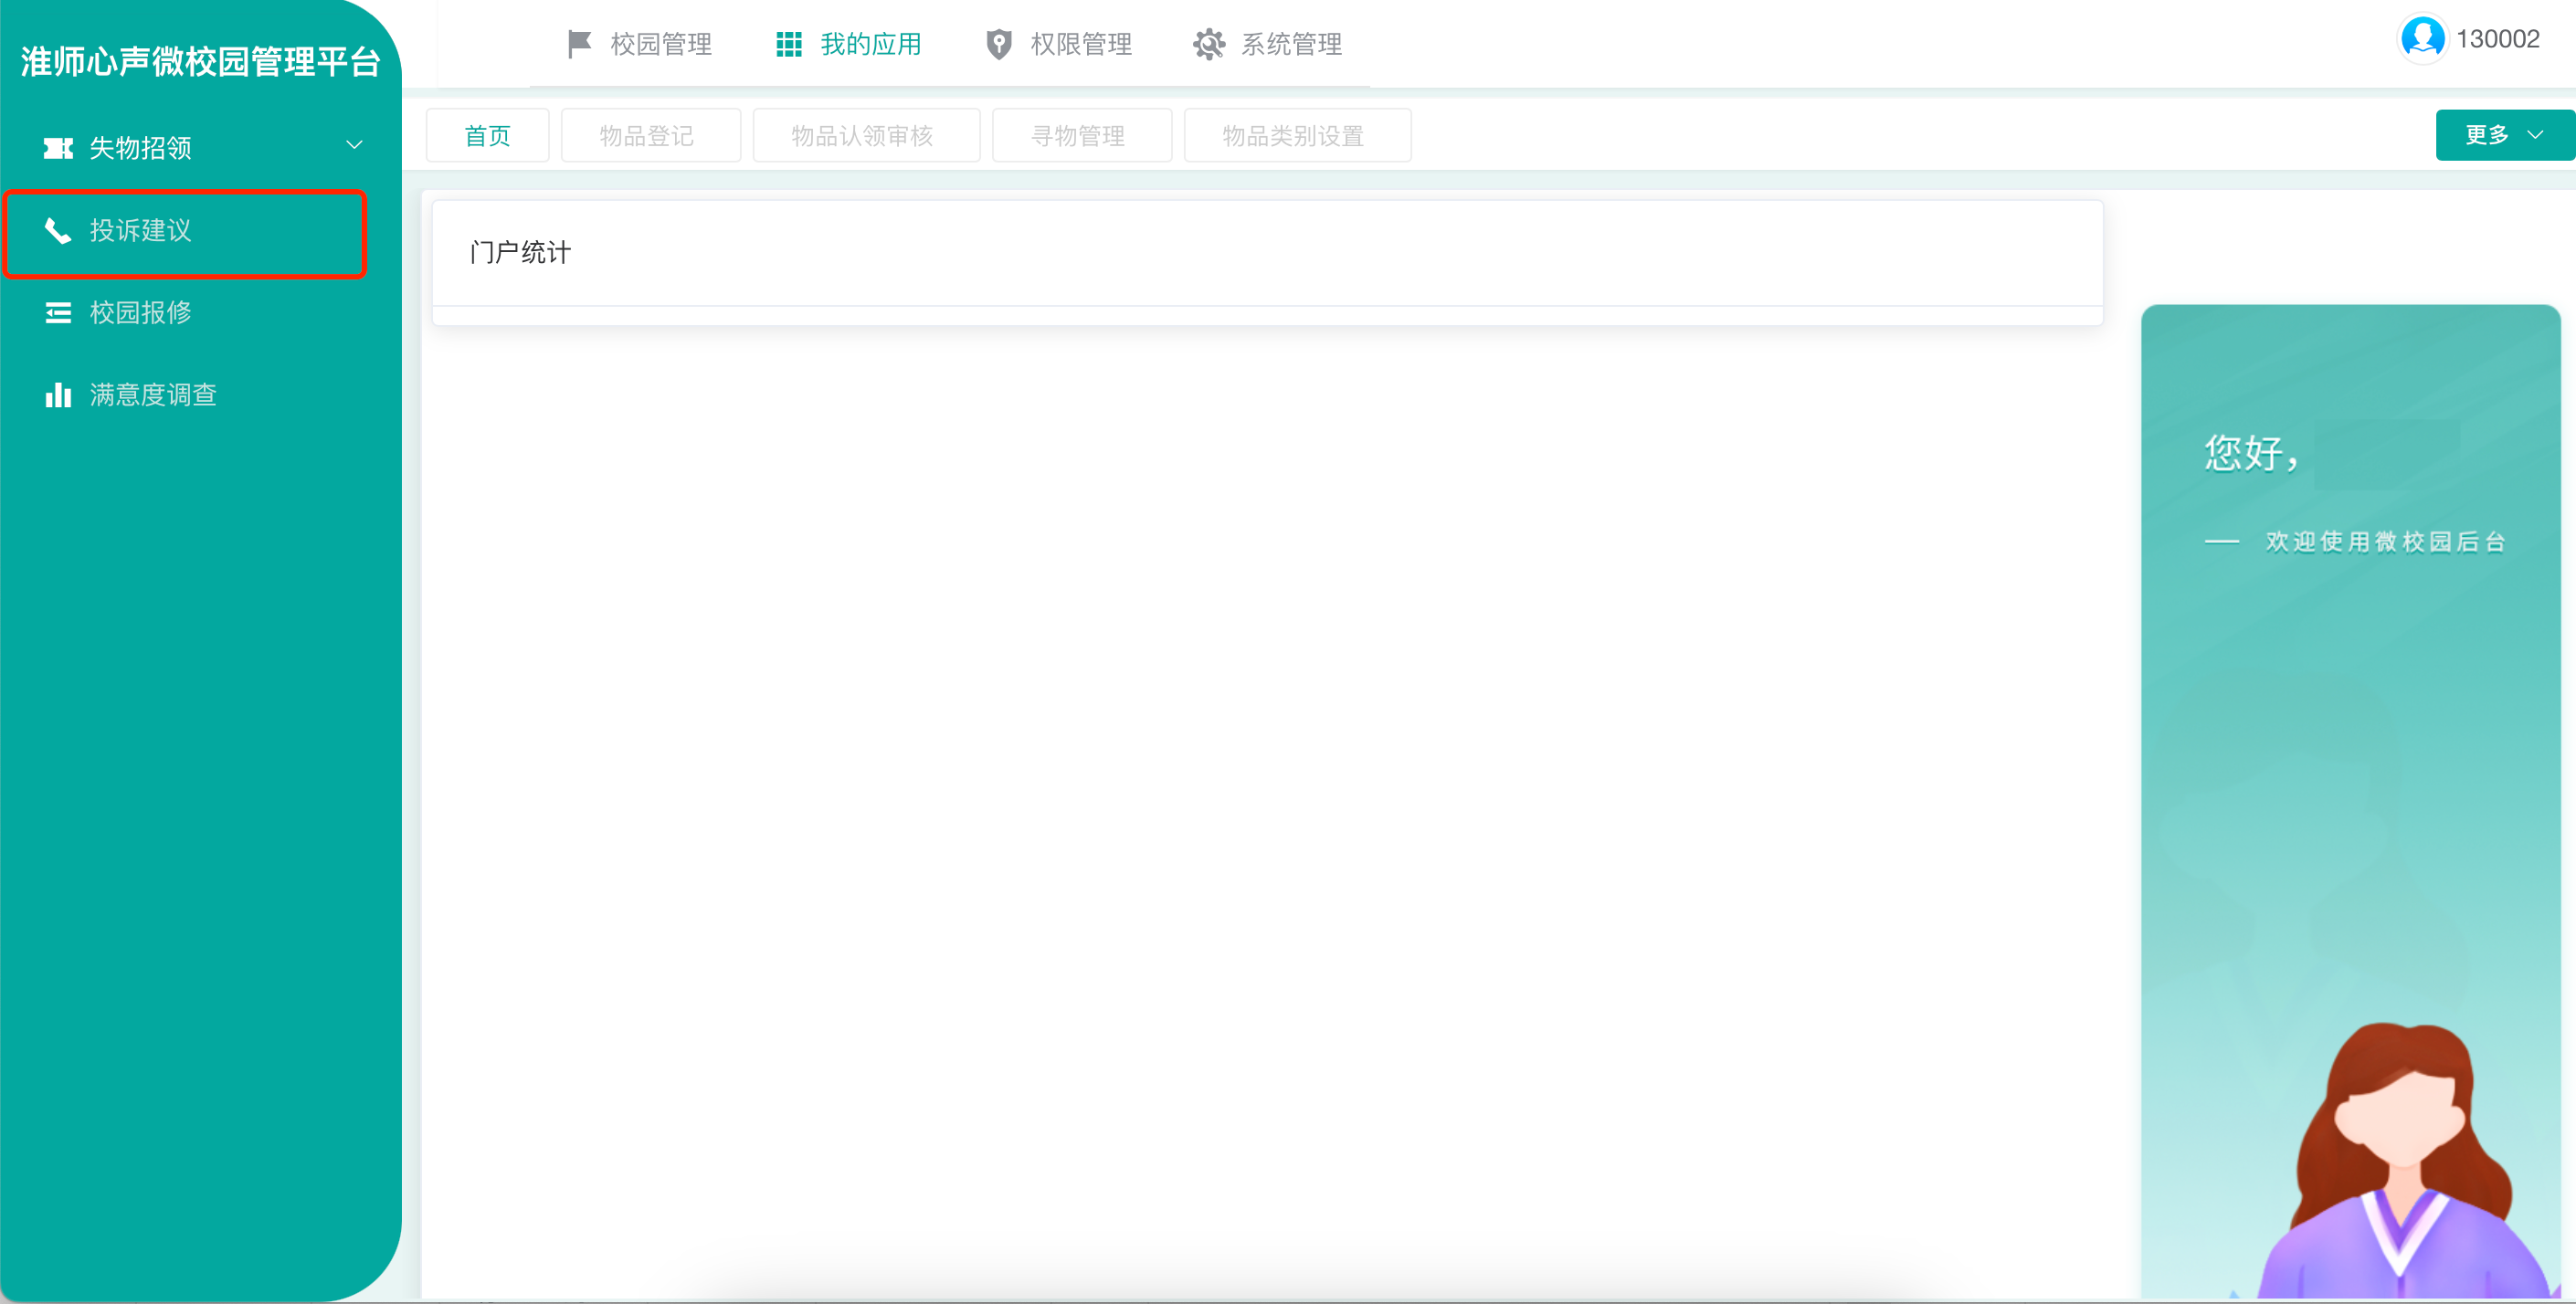 淮师心声微校园管理平台
校园管理
我的应用
权限管理
系统管理
130002
失物招领
投诉建议
校园报修
满意度调查
首页
物品登记
物品认领审核
寻物管理
物品类别设置
更多
门户统计
您好，
— 欢迎使用微校园后台